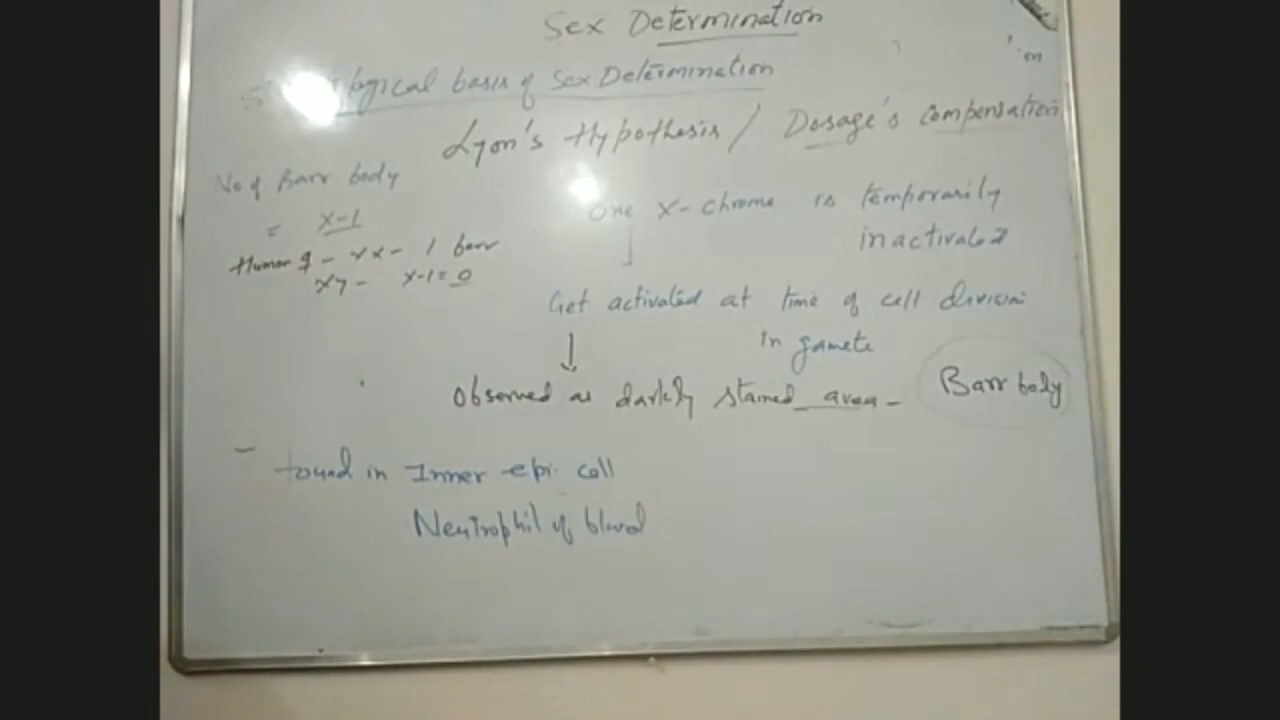 Sex Determination
logical basis of Sex Determination
Lyon's Hypothesis / Dosage's Compensation
No of Barr body
= x-1
Human ♀ - xx - 1 barr
xy - x-1=0
One x-chrome is temporarily
inactivated
↓
Get activated at time of cell
in gamete
↓
Observed as darkly stained area - Barr body
- found in Inner epi. cell
Neutrophil of blood